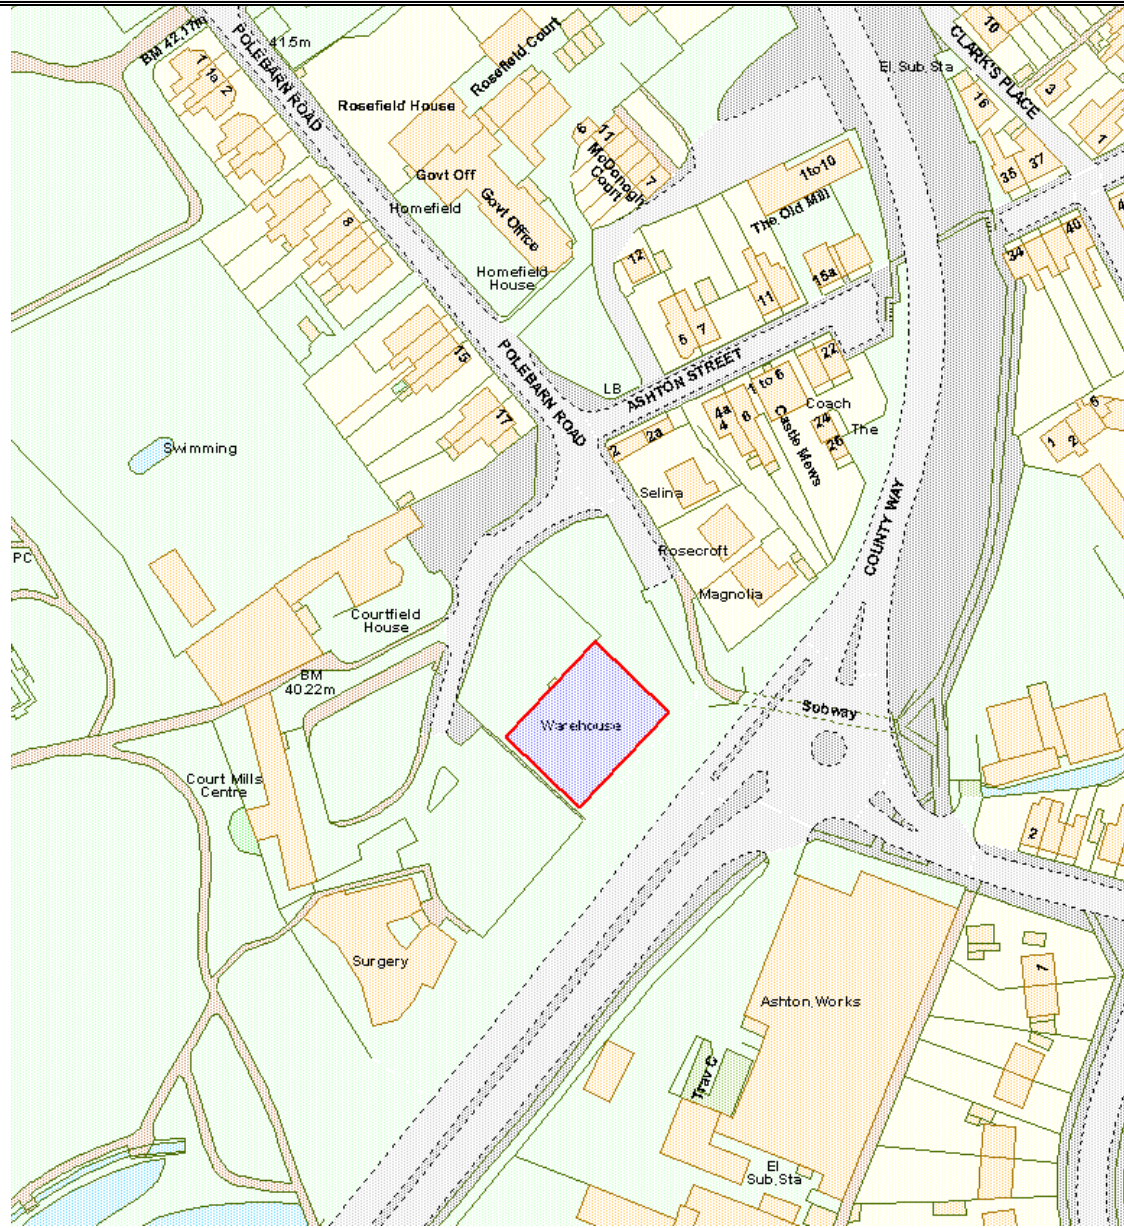 BM 42.17m
POLEBARN ROAD
41.5m
1 1a 2
Rosefield Court
Rosefield House
Govt Off
Govt Office
Homefield
8
Homefield
House
9
11
McDonogh
Court
7
El Sub Sta
10
CLARK'S PLACE
16
3
1
35
37
1 to 10
The Old Mill
12
15a
11
5
7
34
40
4
15
POLEBARN ROAD
LB
ASHTON STREET
17
2
2a
4a
4
6
1 to 6
22
Castle Mews
Coach
24
The
26
1
2
6
Swimming
Selina
Rosecroft
Magnolia
COUNTY WAY
PC
Courtfield
House
BM
40.22m
Warehouse
Subway
Court Mills
Centre
2
Surgery
Ashton Works
1
Trav C
El
Sub Sta